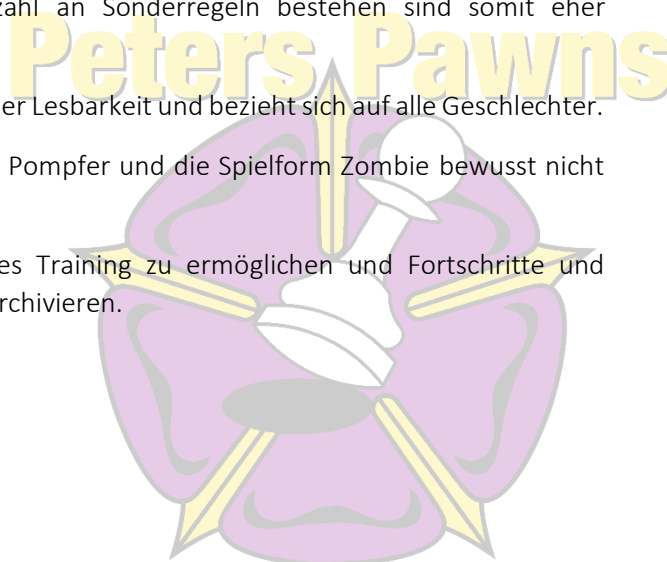 zahl an Sonderregeln bestehen sind somit eher
Peters Pawns
er Lesbarkeit und bezieht sich auf alle Geschlechter.
Pompfer und die Spielform Zombie bewusst nicht
es Training zu ermöglichen und Fortschritte und
rchivieren.